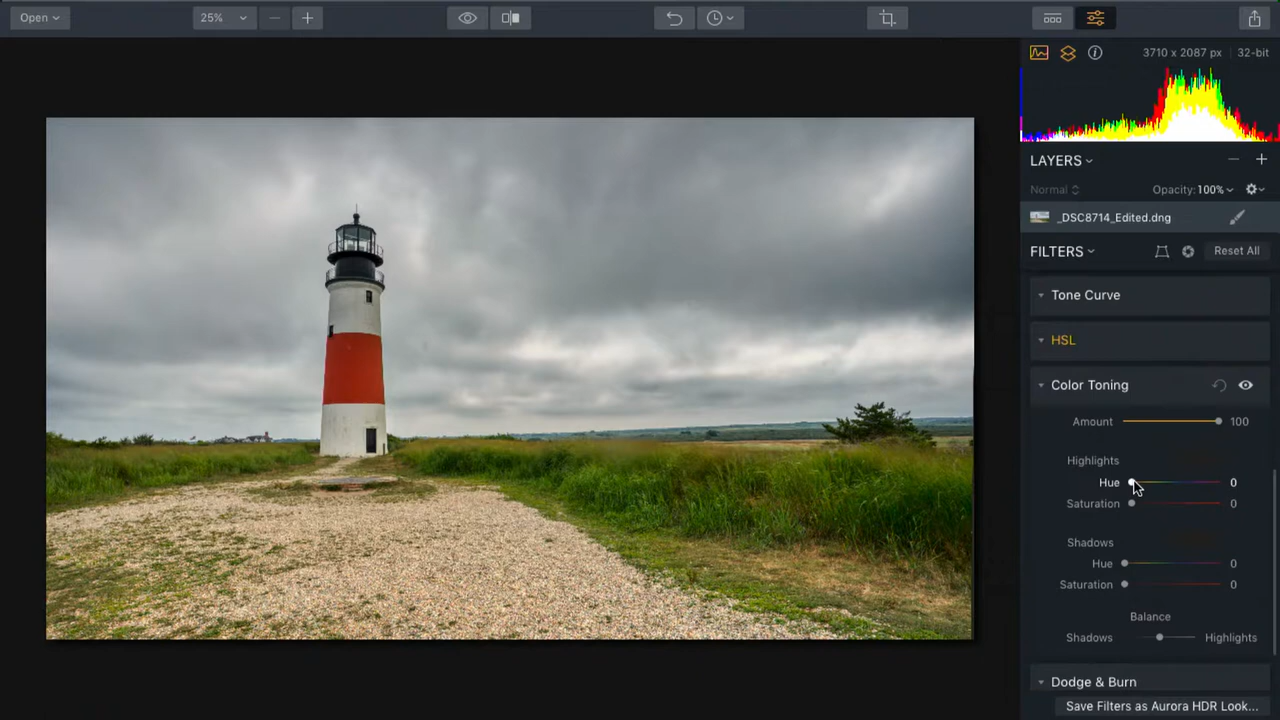 Open 25%
3710 x 2087 px 32-bit
LAYERS
Normal Opacity: 100%
_DSC8714_Edited.dng
FILTERS Reset All
Tone Curve
HSL
Color Toning
Amount 100
Highlights
Hue 0
Saturation 0
Shadows
Hue 0
Saturation 0
Balance
Shadows Highlights
Dodge & Burn
Save Filters as Aurora HDR Look...